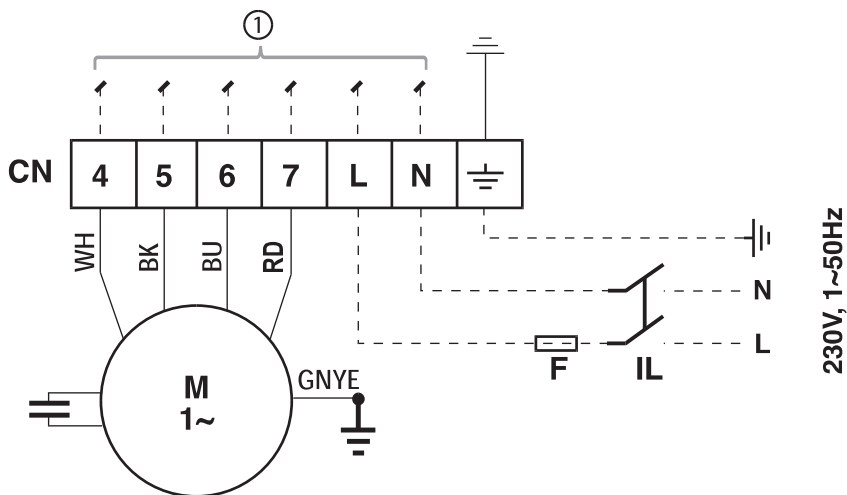 ①
CN 4 5 6 7 L N
WH BK BU RD
N
F IL L
230V, 1~50Hz
M
1~
GNYE